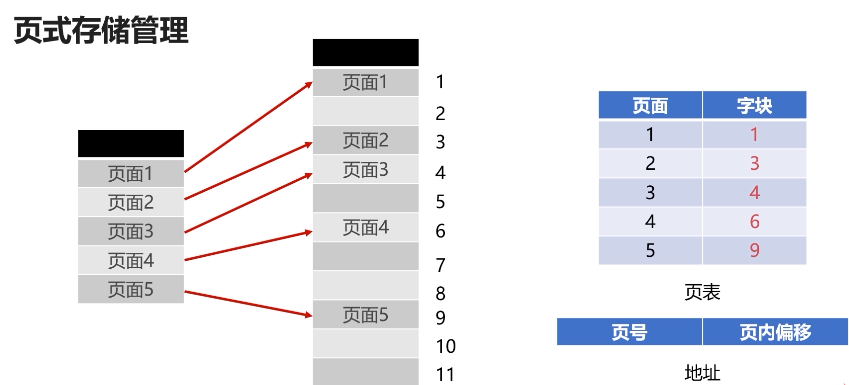 页式存储管理
页面1
页面2
页面3
页面4
页面5
页面1 1
2
页面2 3
页面3 4
5
页面4 6
7
8
页面5 9
10
11
页面 字块
1 1
2 3
3 4
4 6
5 9
页表
页号 页内偏移
地址